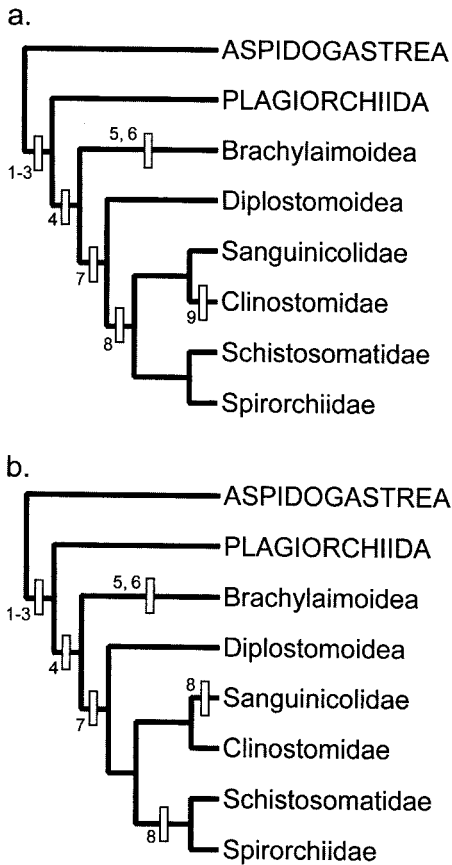 a.
ASPIDOGASTREA
PLAGIORCHIIDA
5, 6
Brachylaimoidea
1-3
Diplostomoidea
4
Sanguinicolidae
7
Clinostomidae
9
8
Schistosomatidae
Spirorchiidae
b.
ASPIDOGASTREA
PLAGIORCHIIDA
5, 6
Brachylaimoidea
1-3
Diplostomoidea
4
8
Sanguinicolidae
7
Clinostomidae
Schistosomatidae
8
Spirorchiidae